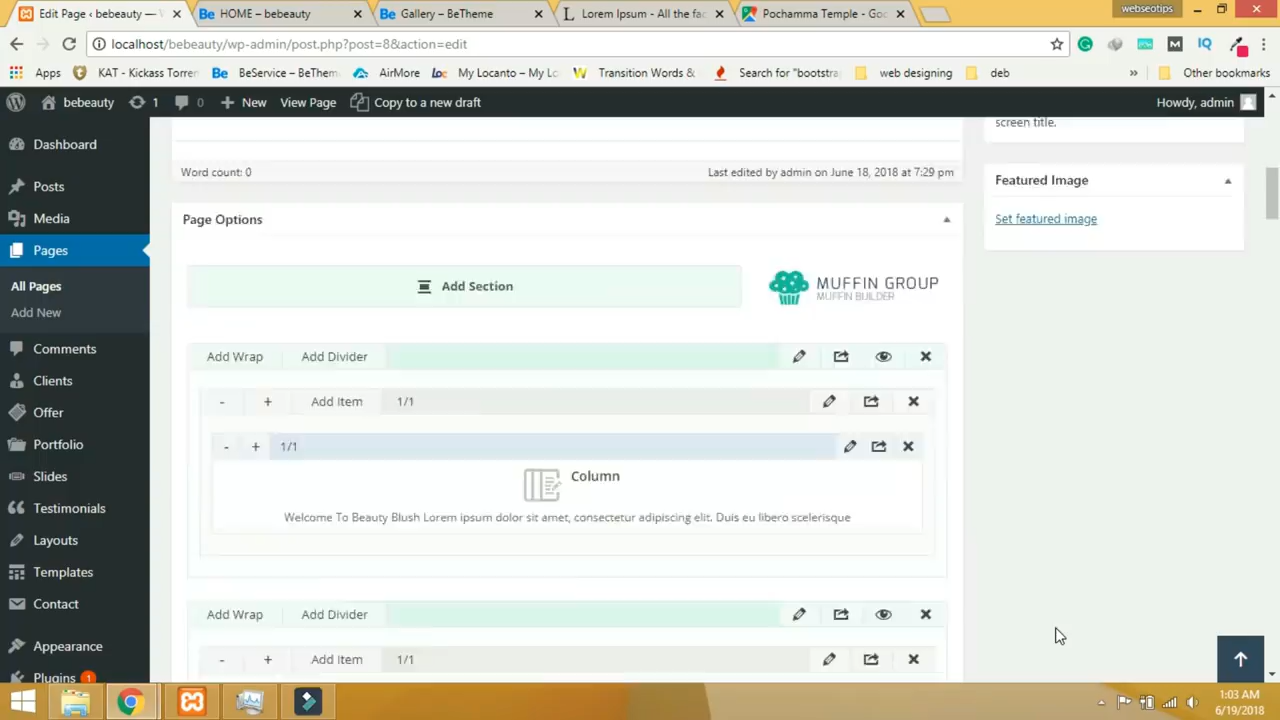 Edit Page ‹ bebeauty —
HOME – bebeauty
Gallery – BeTheme
Lorem Ipsum - All the fac
Pochamma Temple - Goo
webseotips
localhost/bebeauty/wp-admin/post.php?post=8&action=edit
Apps
KAT - Kickass Torren
BeService – BeThem
AirMore
My Locanto – My Lo
Transition Words &
Search for "bootstra
web designing
deb
»
Other bookmarks
bebeauty
1
0
New
View Page
Copy to a new draft
Howdy, admin
Dashboard
Posts
Media
Pages
All Pages
Add New
Comments
Clients
Offer
Portfolio
Slides
Testimonials
Layouts
Templates
Contact
Appearance
Plugins 1
screen title.
Word count: 0
Last edited by admin on June 18, 2018 at 7:29 pm
Featured Image
Set featured image
Page Options
Add Section
MUFFIN GROUP
MUFFIN BUILDER
Add Wrap
Add Divider
- + Add Item 1/1
- + 1/1
Column
Welcome To Beauty Blush Lorem ipsum dolor sit amet, consectetur adipiscing elit. Duis eu libero scelerisque
Add Wrap
Add Divider
- + Add Item 1/1
1:03 AM
6/19/2018